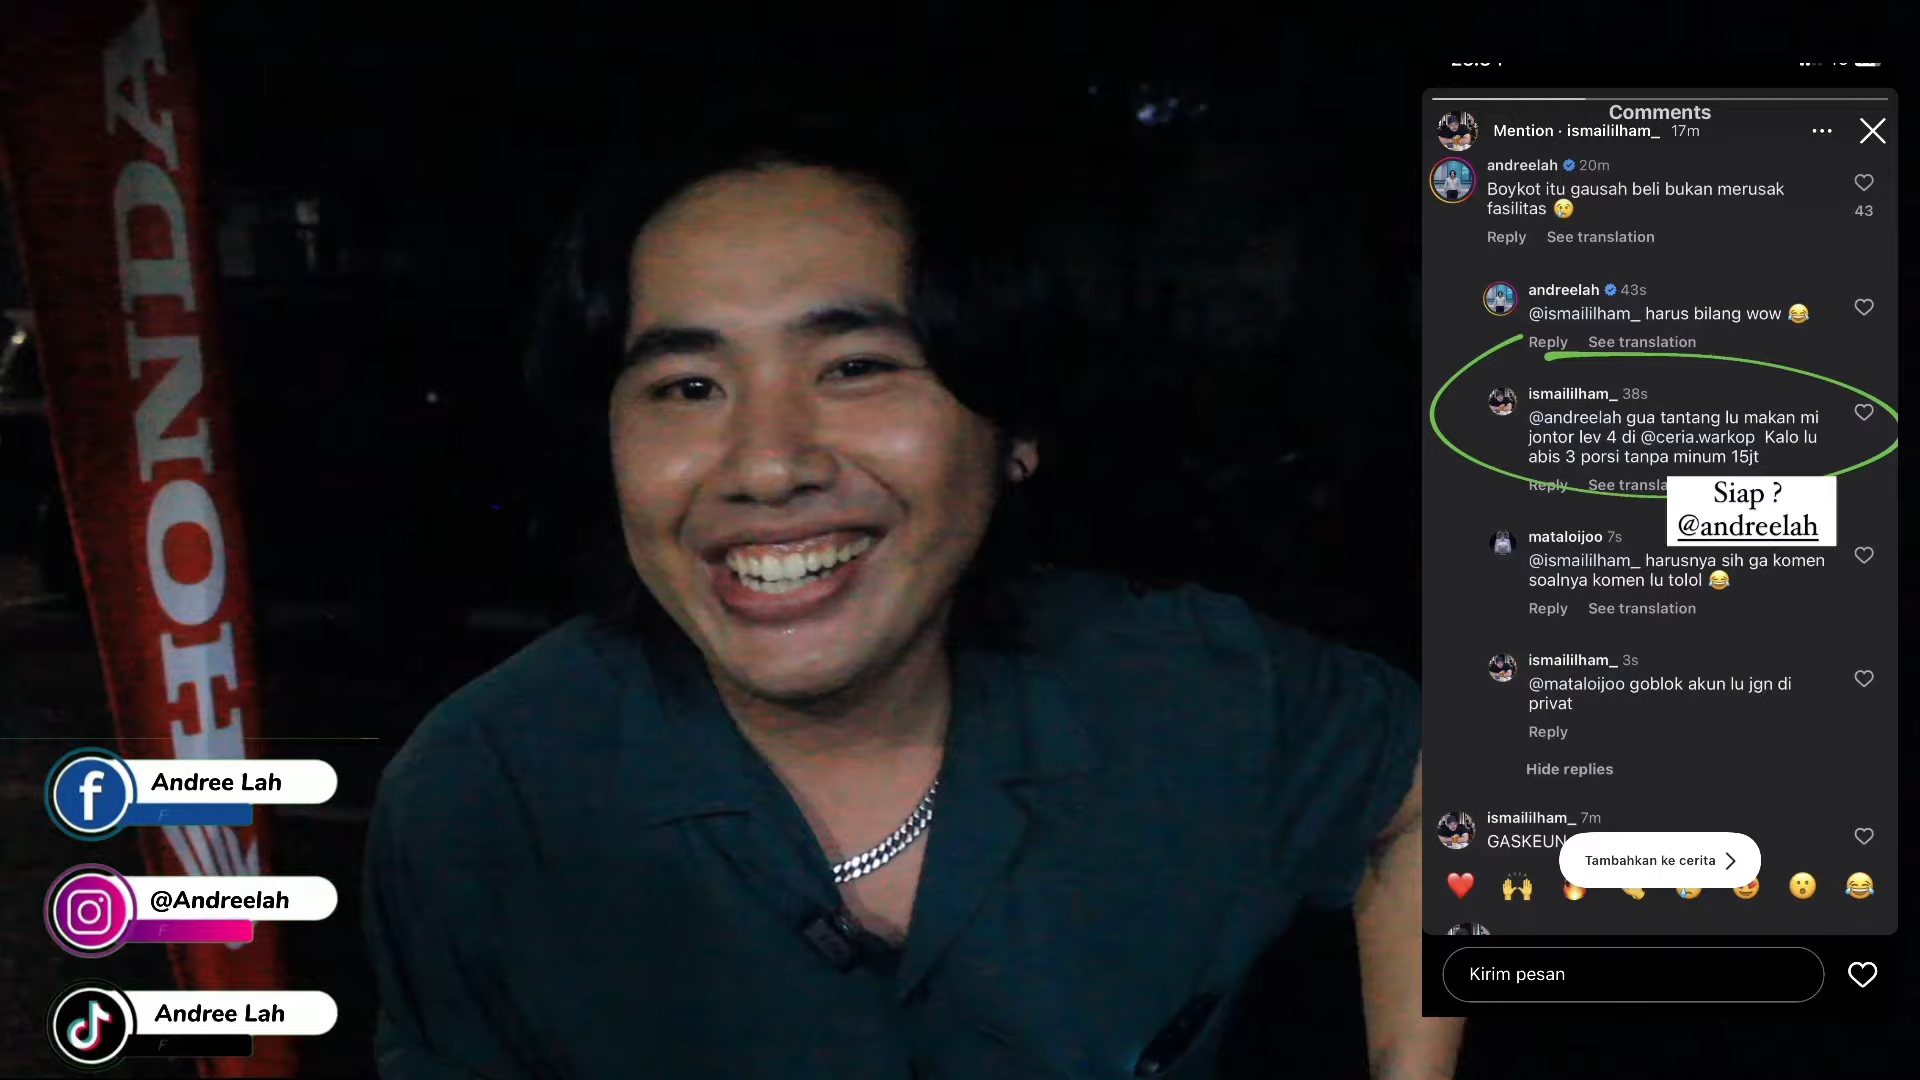 HONDA
Comments
Mention · ismaililham_ 17m
andreelah 20m
Boykot itu gausah beli bukan merusak
fasilitas 😢
43
Reply See translation
andreelah 43s
@ismaililham_ harus bilang wow 😂
Reply See translation
ismaililham_ 38s
@andreelah gua tantang lu makan mi
jontor lev 4 di @ceria.warkop Kalo lu
abis 3 porsi tanpa minum 15jt
Reply See transla
Siap ?
@andreelah
mataloijoo 7s
@ismaililham_ harusnya sih ga komen
soalnya komen lu tolol 😂
Reply See translation
ismaililham_ 3s
@mataloijoo goblok akun lu jgn di
privat
Reply
Hide replies
ismaililham_ 7m
GASKEUN
Tambahkan ke cerita
Kirim pesan
Andree Lah
F
@Andreelah
F
Andree Lah
F